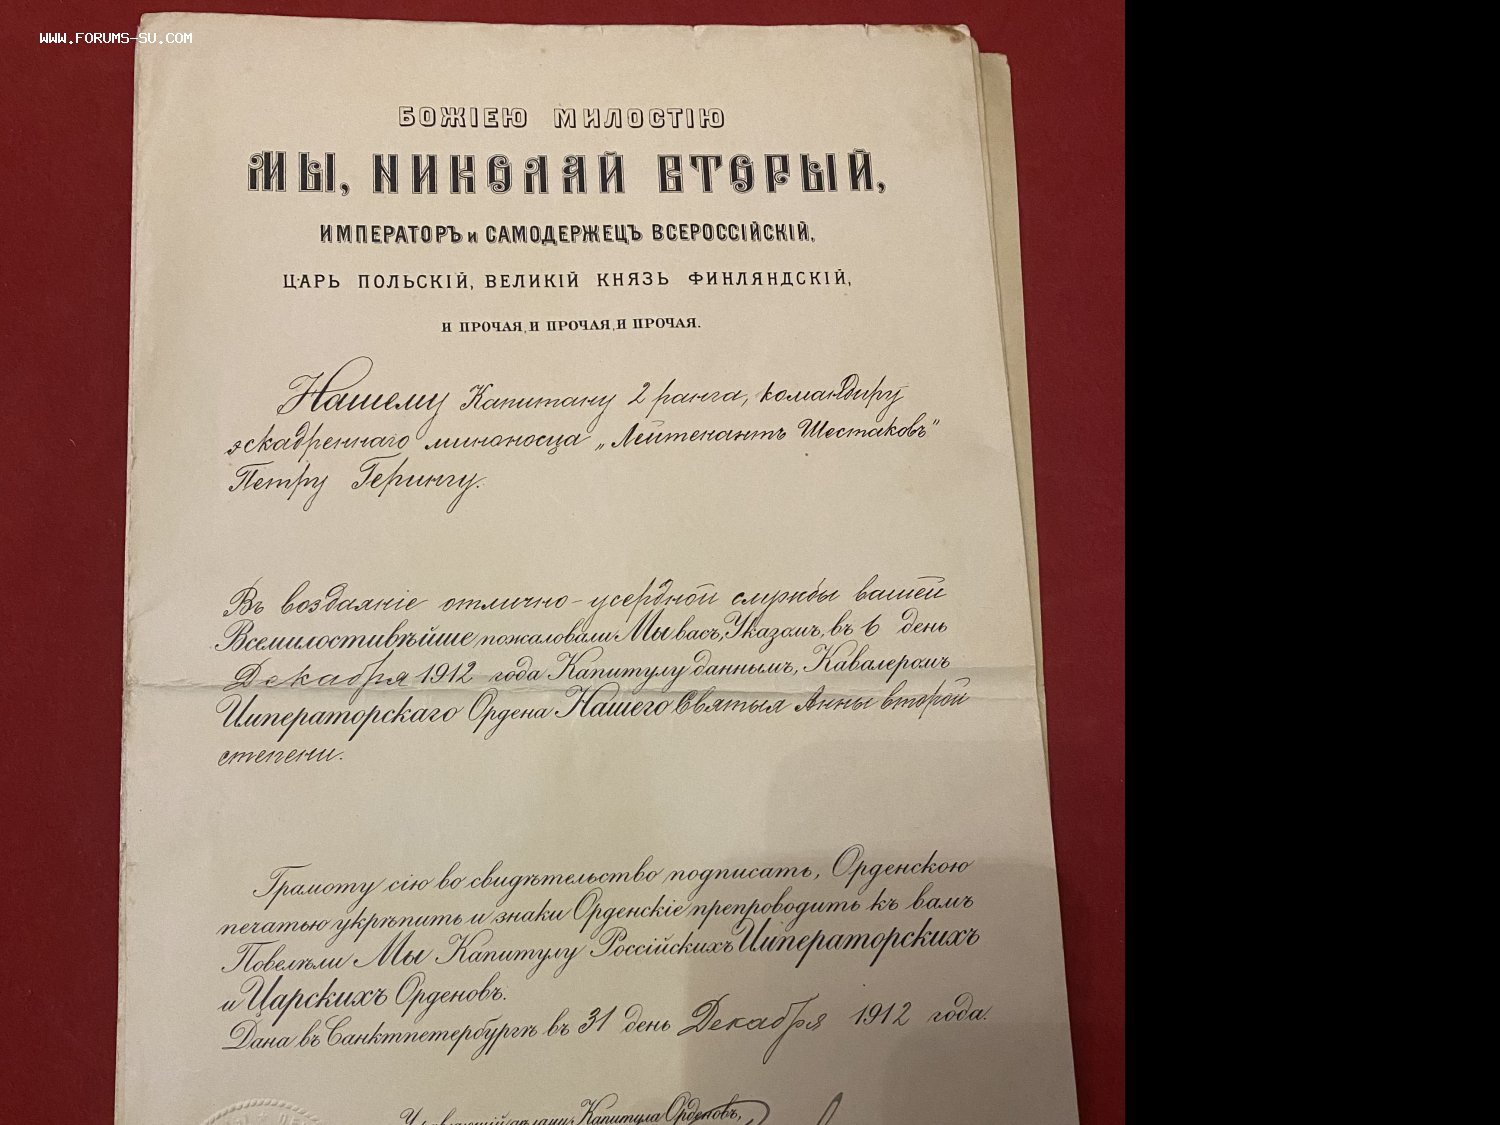 WWW.FORUMS-SU.COM
БОЖІЕЮ МИЛОСТІЮ
МЫ, НИКОЛАЙ ВТОРЫЙ,
ИМПЕРАТОРЪ и САМОДЕРЖЕЦЪ ВСЕРОССІЙСКІЙ,
ЦАРЬ ПОЛЬСКІЙ, ВЕЛИКІЙ КНЯЗЬ ФИНЛЯНДСКІЙ,
И ПРОЧАЯ, И ПРОЧАЯ, И ПРОЧАЯ.
Нашему Капитану 2 ранга, командиру
эскадреннаго миноносца „Лейтенантъ Шестаковъ"
Петру Герингу.
Въ воздаяніе отлично-усердной службы вашей
Всемилостивѣйше пожаловали Мы васъ, Указомъ, въ 6 день
Декабря 1912 года Капитулу даннымъ, Кавалеромъ
Императорскаго Ордена Нашего Святыя Анны второй
степени.
Грамоту сію во свидѣтельство подписать, Орденскою
печатью укрѣпить и знаки Орденскіе препроводить къ вамъ
Повелѣли Мы Капитулу Россійскихъ Императорскихъ
и Царскихъ Орденовъ.
Дана въ Санктпетербургѣ въ 31 день Декабря 1912 года.
Управляющій дѣлами Капитула Орденовъ,